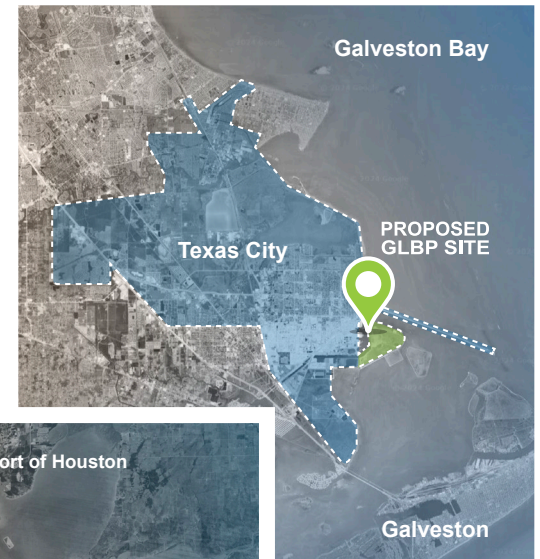 Galveston Bay
PROPOSED
GLBP SITE
Texas City
ort of Houston
Galveston